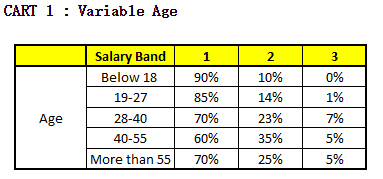 CART 1 : Variable Age
Salary Band 1 2 3
Below 18 90% 10% 0%
19-27 85% 14% 1%
Age 28-40 70% 23% 7%
40-55 60% 35% 5%
More than 55 70% 25% 5%